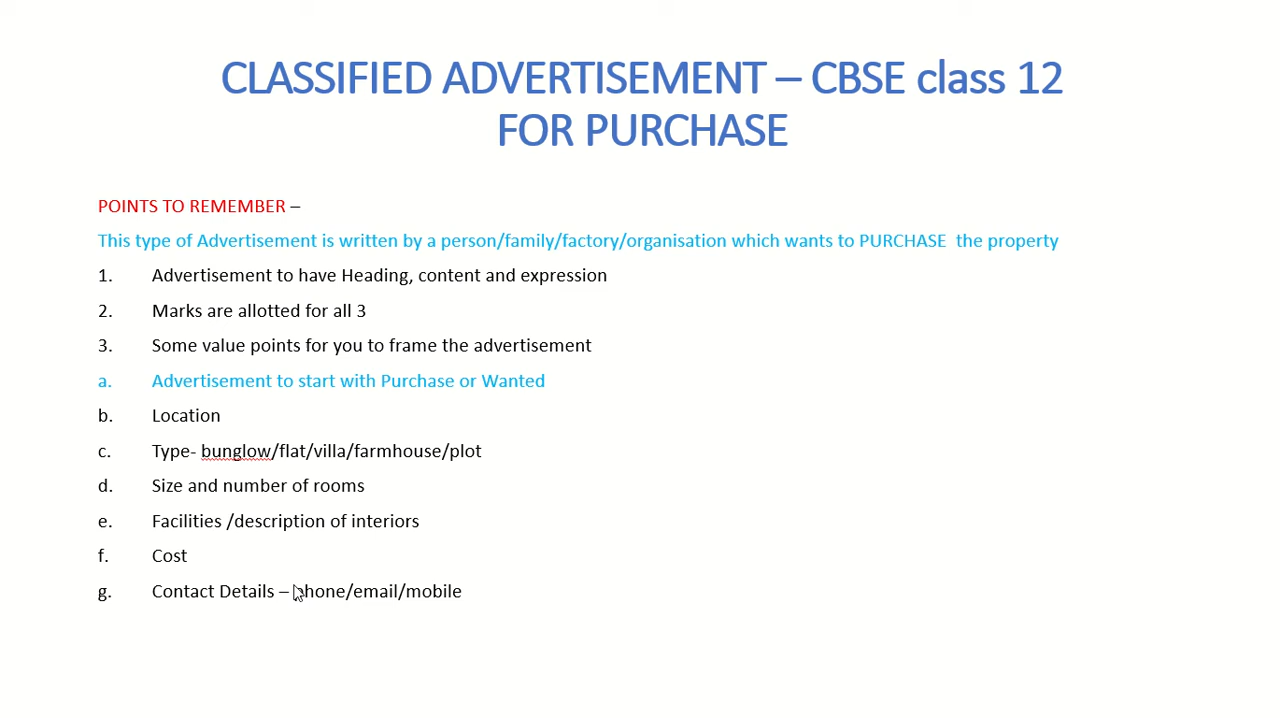 CLASSIFIED ADVERTISEMENT – CBSE class 12
FOR PURCHASE
POINTS TO REMEMBER –
This type of Advertisement is written by a person/family/factory/organisation which wants to PURCHASE  the property
1. Advertisement to have Heading, content and expression
2. Marks are allotted for all 3
3. Some value points for you to frame the advertisement
a. Advertisement to start with Purchase or Wanted
b. Location
c. Type- bunglow/flat/villa/farmhouse/plot
d. Size and number of rooms
e. Facilities /description of interiors
f. Cost
g. Contact Details – phone/email/mobile